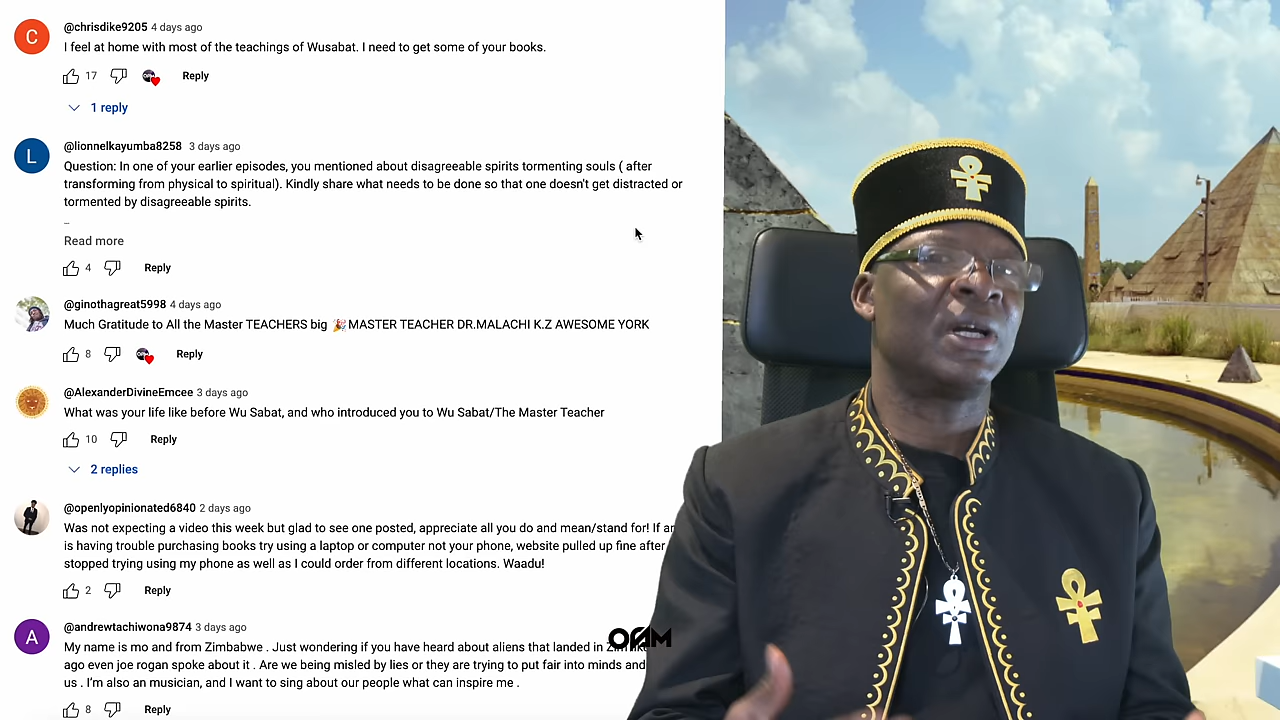 @chrisdike9205 4 days ago
I feel at home with most of the teachings of Wusabat. I need to get some of your books.
17 Reply
1 reply
@lionnelkayumba8258 3 days ago
Question: In one of your earlier episodes, you mentioned about disagreeable spirits tormenting souls ( after
transforming from physical to spiritual). Kindly share what needs to be done so that one doesn't get distracted or
tormented by disagreeable spirits.
Read more
4 Reply
@ginothagreat5998 4 days ago
Much Gratitude to All the Master TEACHERS big 🎉MASTER TEACHER DR.MALACHI K.Z AWESOME YORK
8 Reply
@AlexanderDivineEmcee 3 days ago
What was your life like before Wu Sabat, and who introduced you to Wu Sabat/The Master Teacher
10 Reply
2 replies
@openlyopinionated6840 2 days ago
Was not expecting a video this week but glad to see one posted, appreciate all you do and mean/stand for! If
is having trouble purchasing books try using a laptop or computer not your phone, website pulled up fine after
stopped trying using my phone as well as I could order from different locations. Waadu!
2 Reply
@andrewtachiwona9874 3 days ago
My name is mo and from Zimbabwe . Just wondering if you have heard about aliens that landed in
ago even joe rogan spoke about it . Are we being misled by lies or they are trying to put fair into minds and
us . I'm also an musician, and I want to sing about our people what can inspire me .
8 Reply
C
L
A